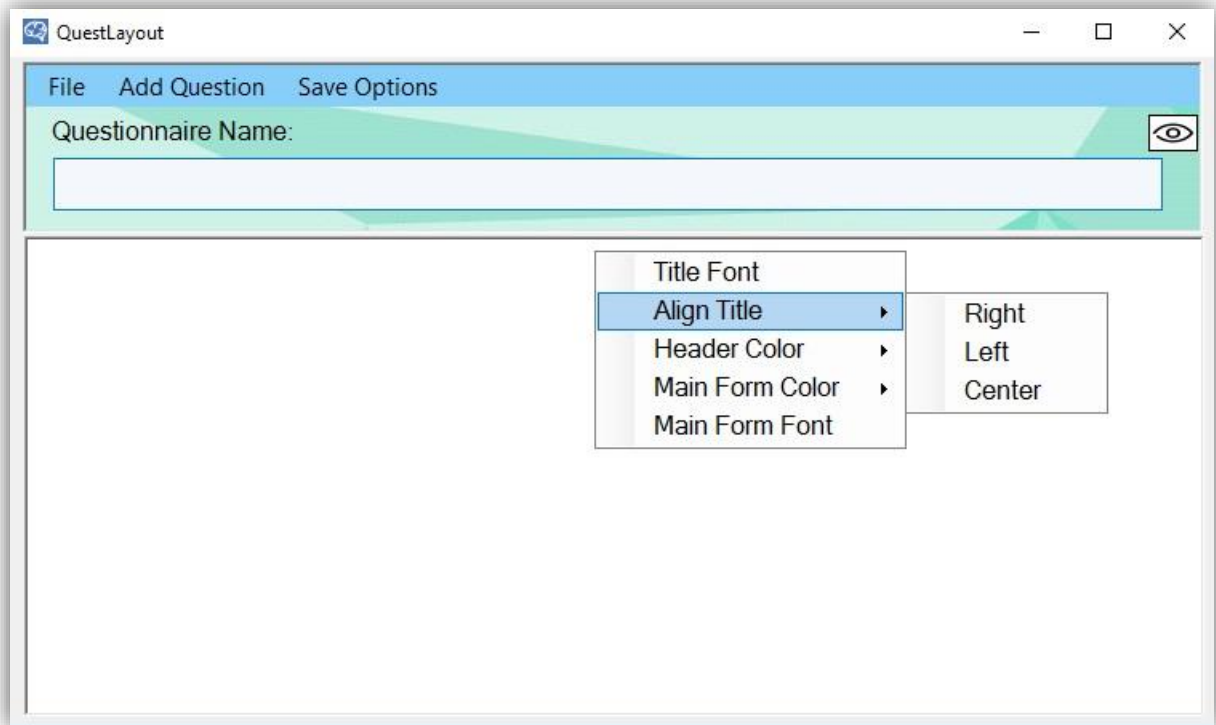 QuestLayout
File Add Question Save Options
Questionnaire Name:
Title Font
Align Title
Header Color
Main Form Color
Main Form Font
Right
Left
Center